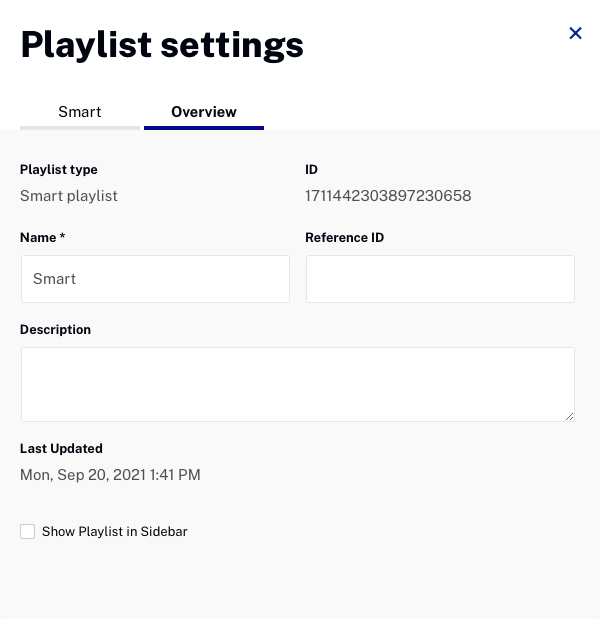 Playlist settings
Smart
Overview
Playlist type
ID
Smart playlist
1711442303897230658
Name *
Reference ID
Smart
Description
Last Updated
Mon, Sep 20, 2021 1:41 PM
Show Playlist in Sidebar